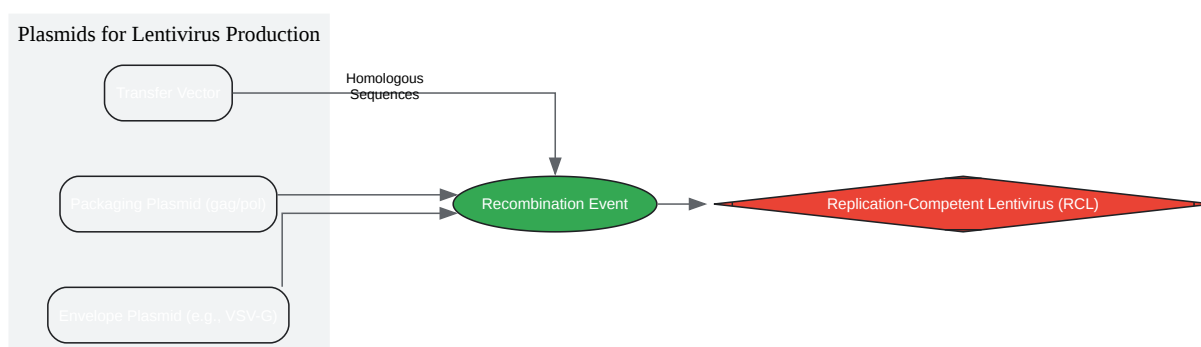 Plasmids for Lentivirus Production
Transfer Vector
Homologous
Sequences
Packaging Plasmid (gag/pol)
Recombination Event
Replication-Competent Lentivirus (RCL)
Envelope Plasmid (e.g., VSV-G)